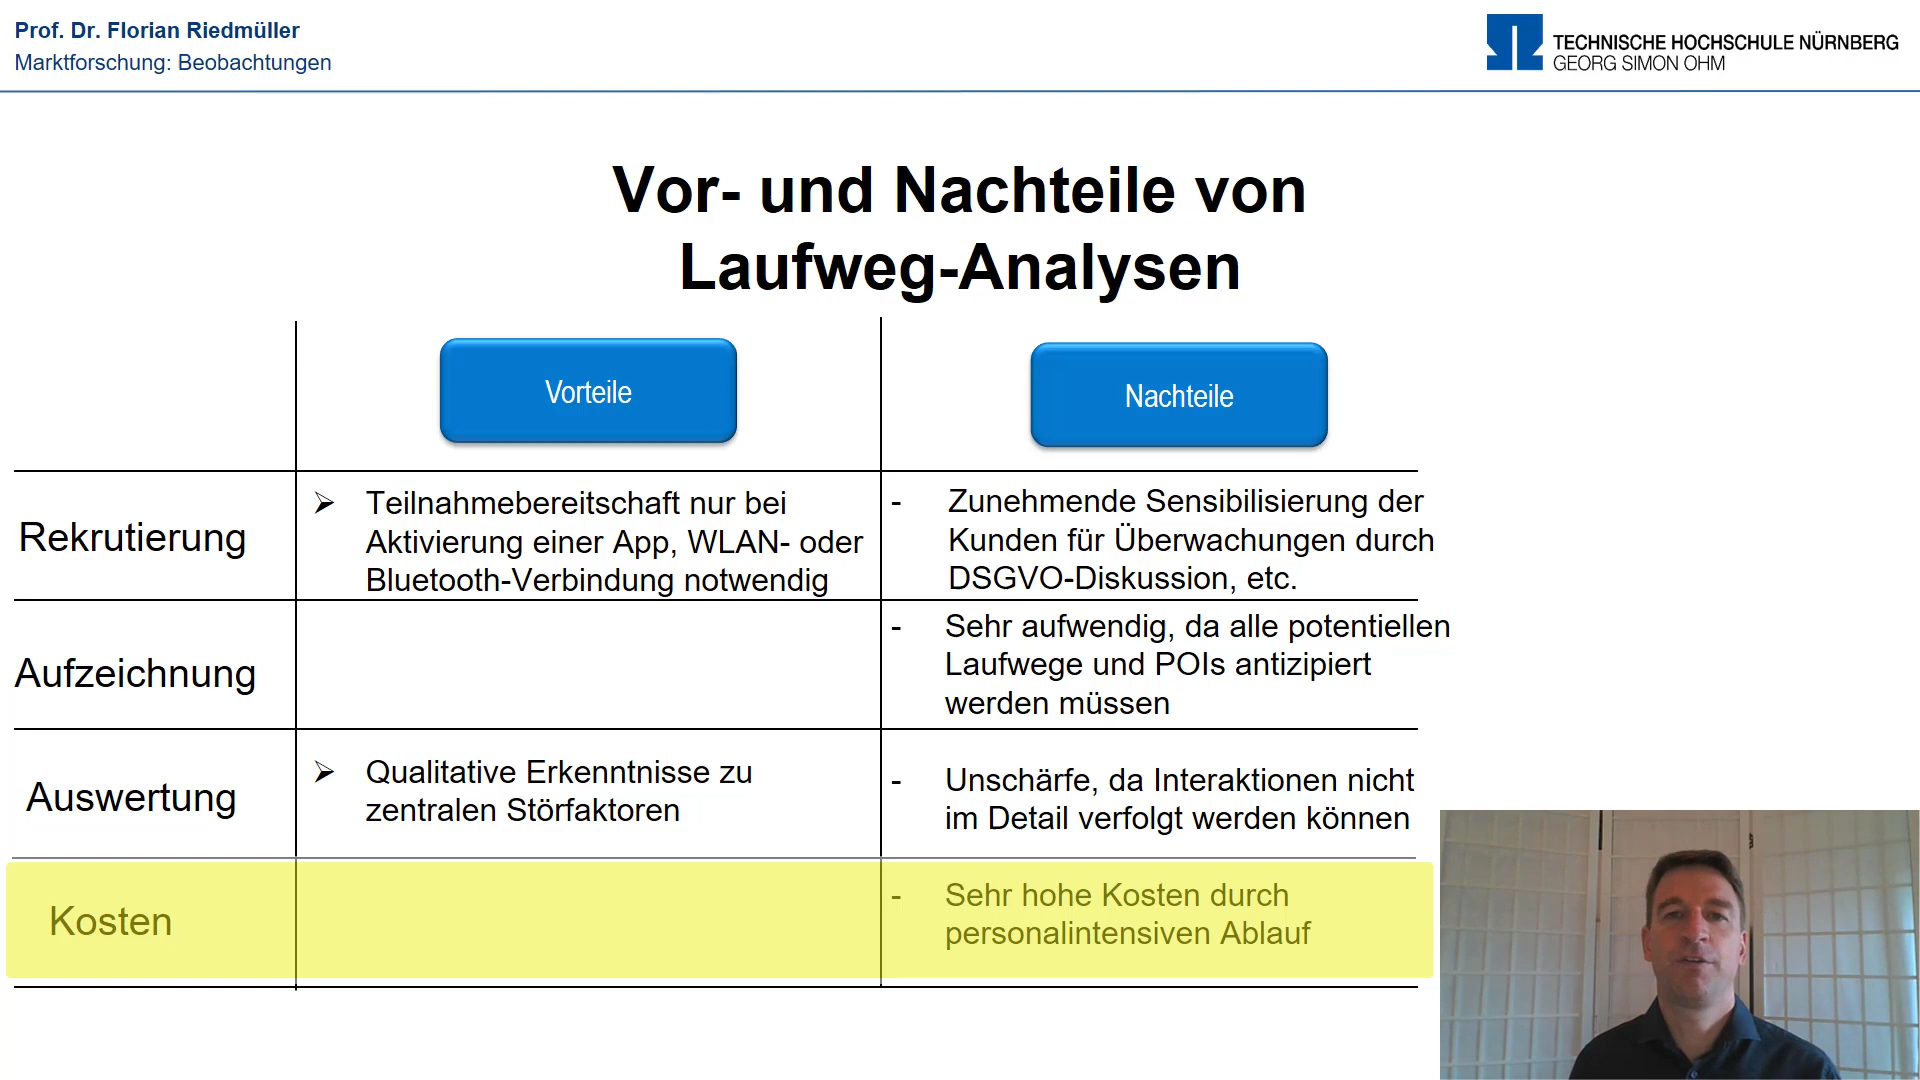 Prof. Dr. Florian Riedmüller
Marktforschung: Beobachtungen
TECHNISCHE HOCHSCHULE NÜRNBERG
GEORG SIMON OHM
Vor- und Nachteile von
Laufweg-Analysen
Vorteile
Nachteile
Rekrutierung
➢ Teilnahmebereitschaft nur bei
Aktivierung einer App, WLAN- oder
Bluetooth-Verbindung notwendig
- Zunehmende Sensibilisierung der
Kunden für Überwachungen durch
DSGVO-Diskussion, etc.
Aufzeichnung
- Sehr aufwendig, da alle potentiellen
Laufwege und POIs antizipiert
werden müssen
Auswertung
➢ Qualitative Erkenntnisse zu
zentralen Störfaktoren
- Unschärfe, da Interaktionen nicht
im Detail verfolgt werden können
Kosten
- Sehr hohe Kosten durch
personalintensiven Ablauf